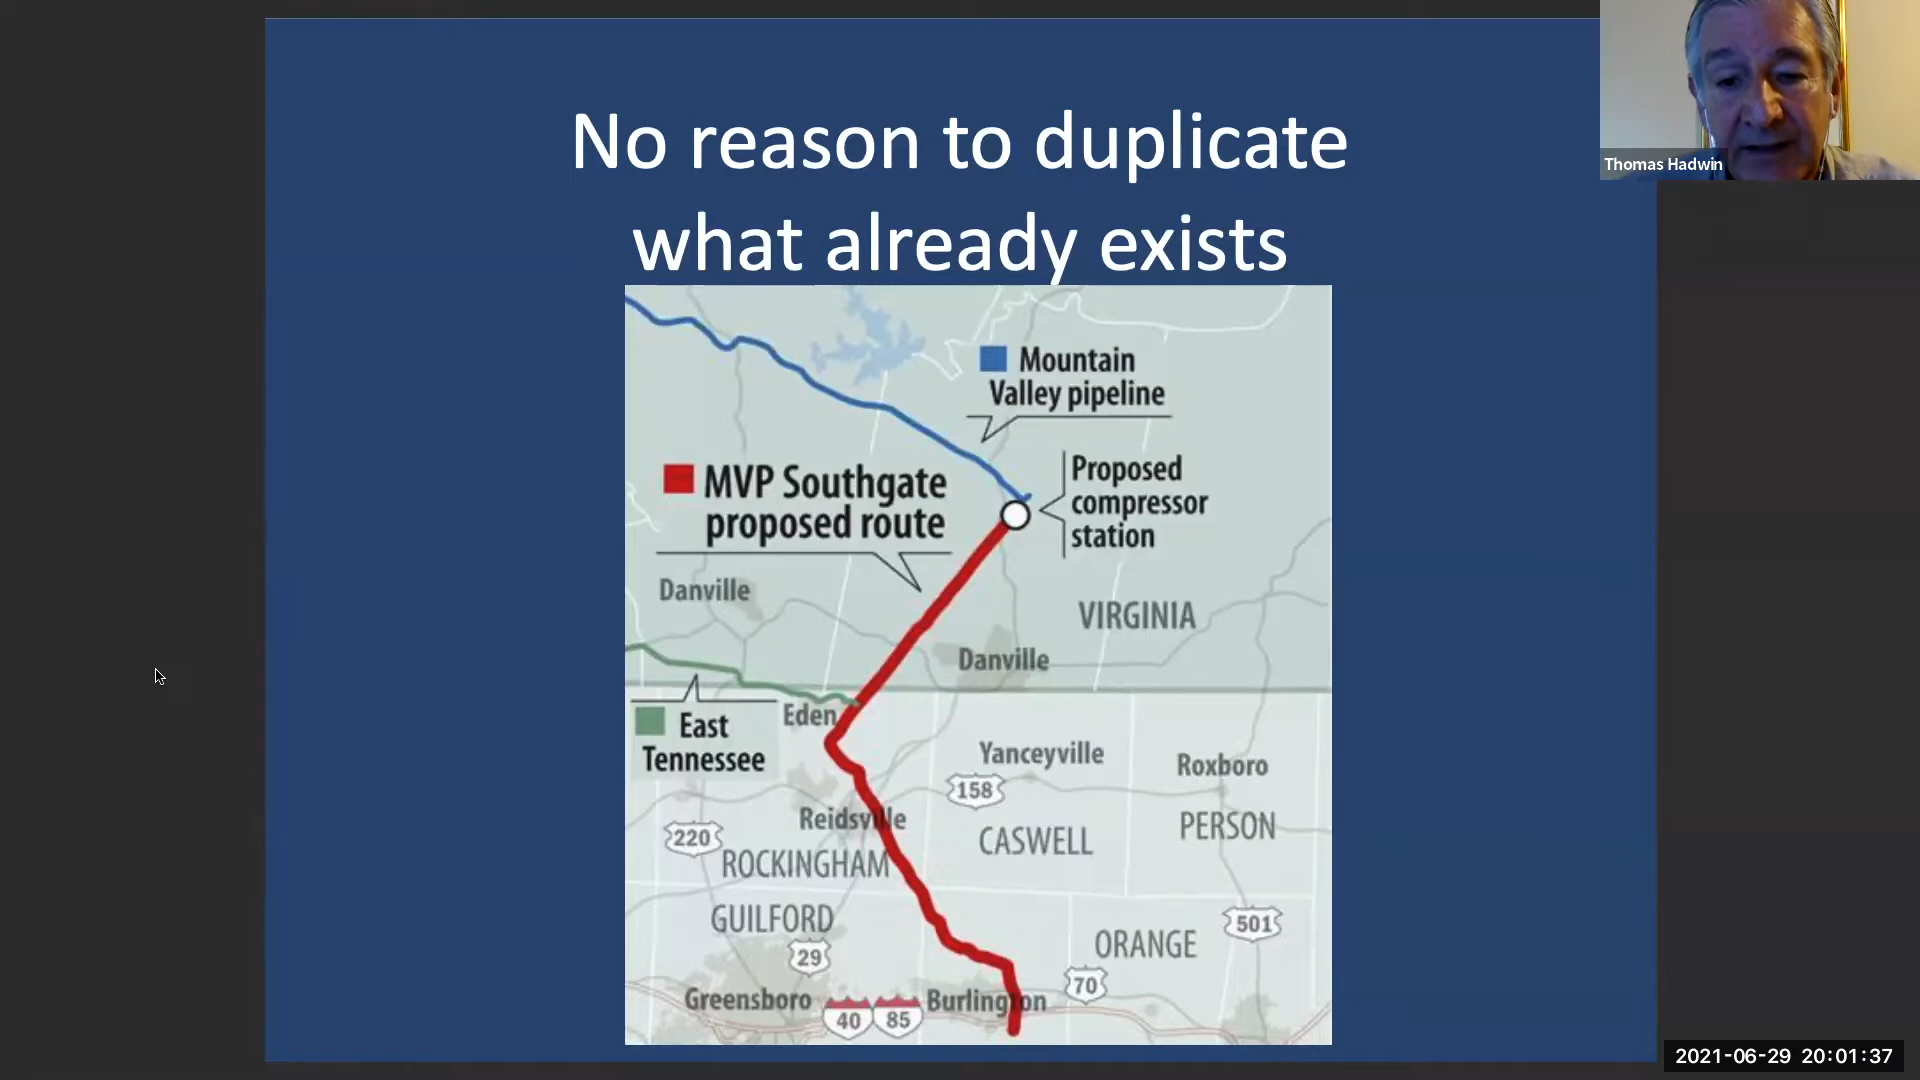 No reason to duplicate
what already exists
Thomas Hadwin
Mountain
Valley pipeline
Proposed
compressor
station
MVP Southgate
proposed route
Danville
VIRGINIA
Danville
East
Tennessee
Eden
Yanceyville
Roxboro
158
Reidsville
220
ROCKINGHAM
CASWELL
PERSON
GUILFORD
29
ORANGE
501
70
Greensboro
40
85
Burlington
2021-06-29 20:01:37